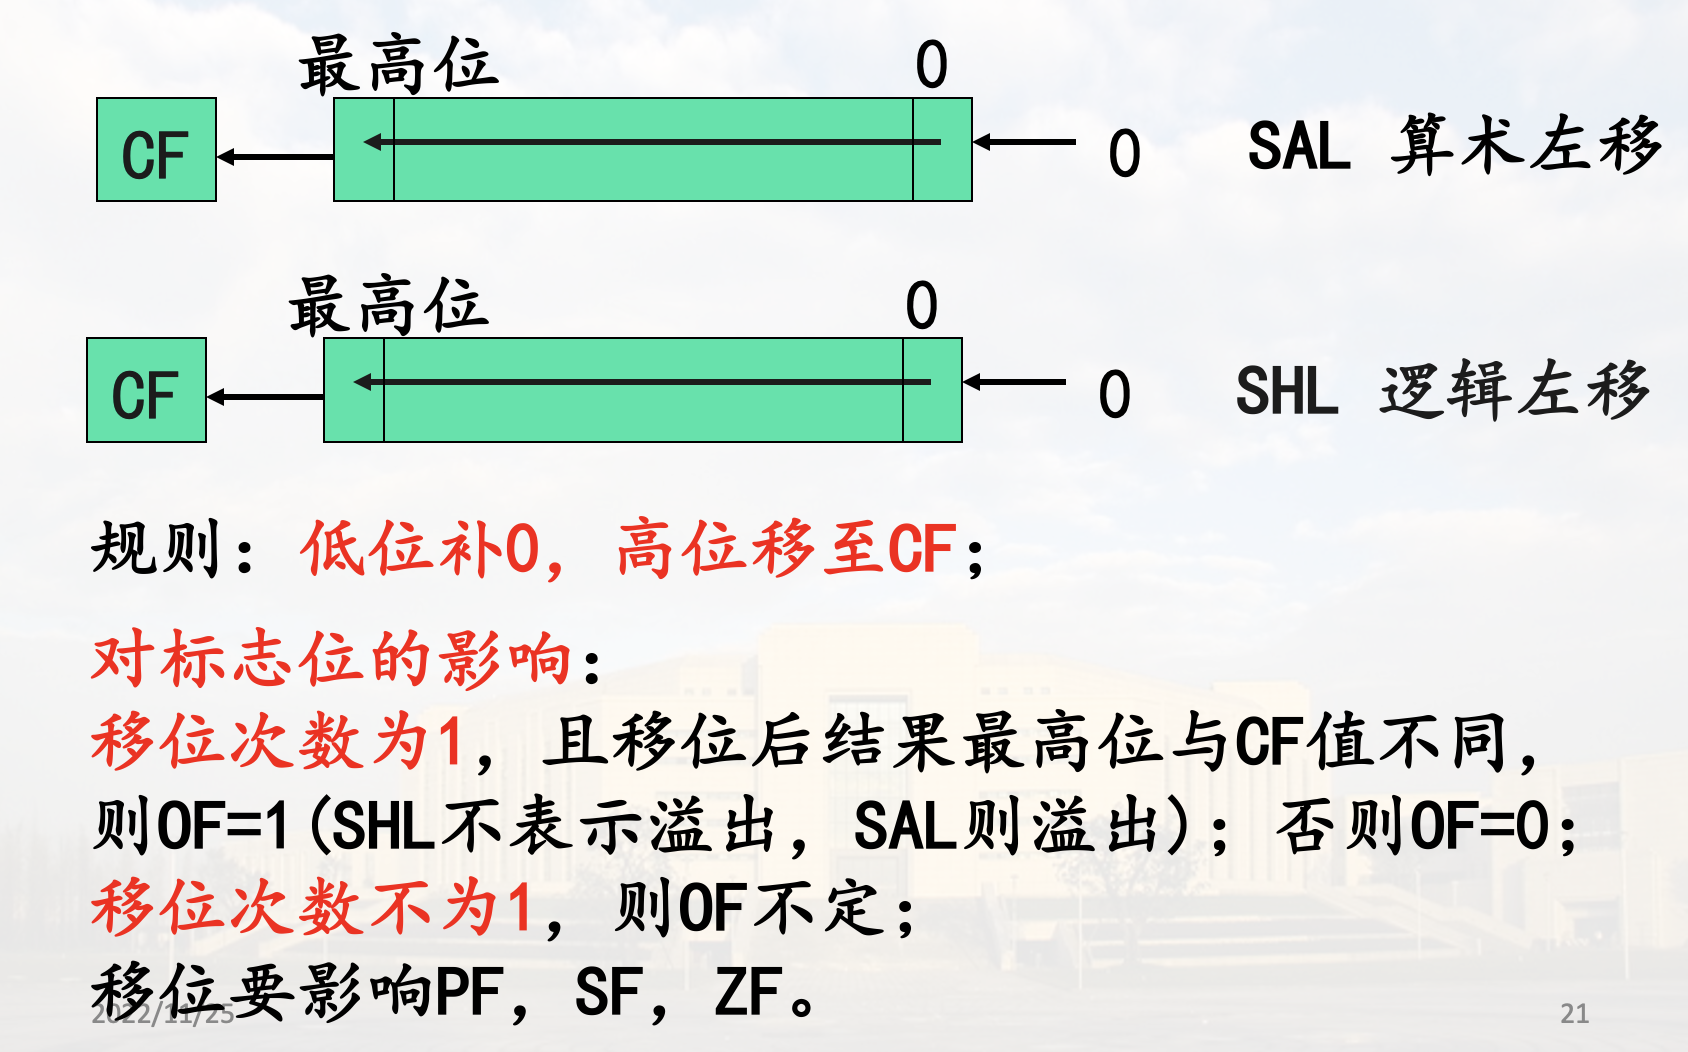 最高位 0
CF 0 SAL 算术左移
最高位 0
CF 0 SHL 逻辑左移
规则：低位补0，高位移至CF；
对标志位的影响：
移位次数为1，且移位后结果最高位与CF值不同，
则OF=1(SHL不表示溢出，SAL则溢出)；否则OF=0；
移位次数不为1，则OF不定；
移位要影响PF，SF，ZF。
2022/11/25 21